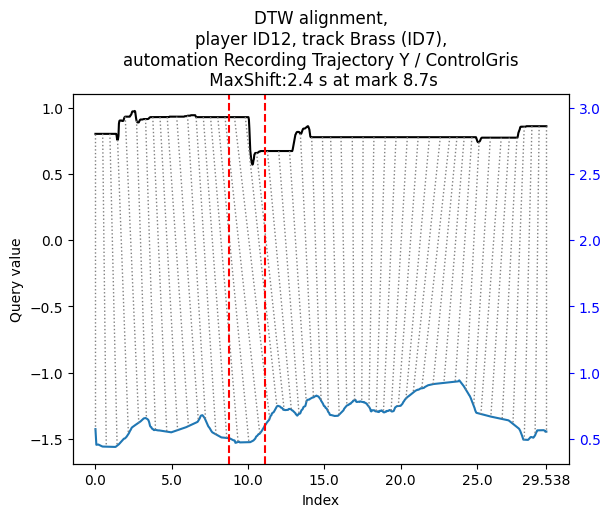 DTW alignment,
player ID12, track Brass (ID7),
automation Recording Trajectory Y / ControlGris
MaxShift:2.4 s at mark 8.7s
1.0
0.5
0.0
−0.5
−1.0
−1.5
Query value
3.0
2.5
2.0
1.5
1.0
0.5
0.0 5.0 10.0 15.0 20.0 25.0 29.538
Index